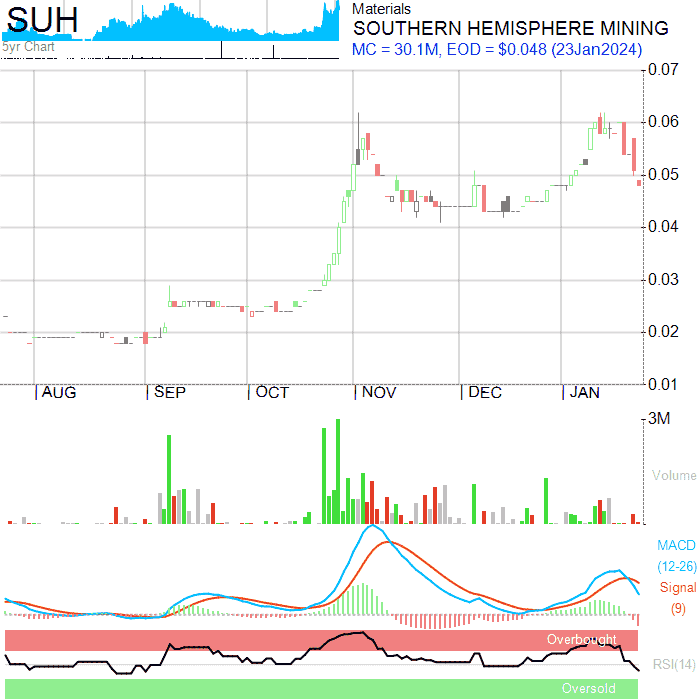 SUH
5yr Chart
Materials
SOUTHERN HEMISPHERE MINING
MC = 30.1M, EOD = $0.048 (23Jan2024)
0.07
0.06
0.05
0.04
0.03
0.02
0.01
AUG SEP OCT NOV DEC JAN
3M
Volume
MACD
(12-26)
Signal
(9)
Overbought
RSI(14)
Oversold